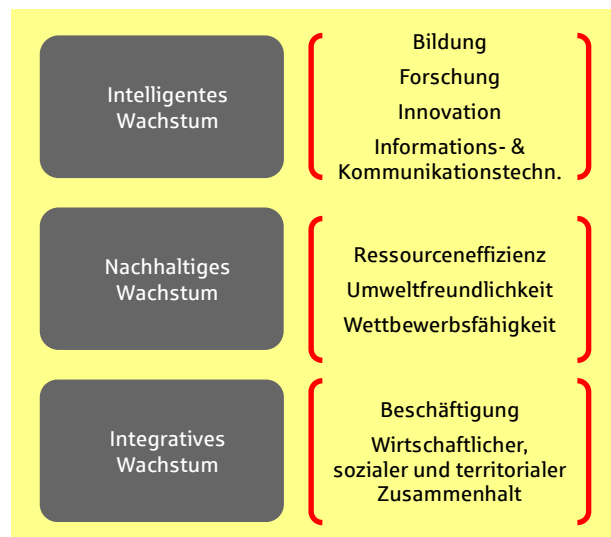 Intelligentes
Wachstum
Bildung
Forschung
Innovation
Informations- &
Kommunikationstechn.
Nachhaltiges
Wachstum
Ressourceneffizienz
Umweltfreundlichkeit
Wettbewerbsfähigkeit
Integratives
Wachstum
Beschäftigung
Wirtschaftlicher,
sozialer und territorialer
Zusammenhalt